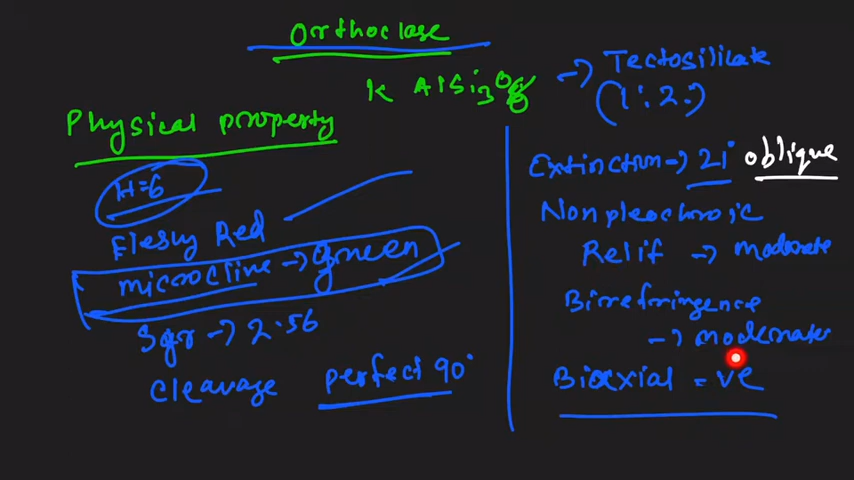 Orthoclase
K AlSi3O8
→ Tectosilicate
(1:2:)
Physical property
H=6
Fleshy Red
microcline → green
Sgr → 2.56
cleavage perfect 90°
Extinction → 21° oblique
Nonpleochroic
Relif → moderate
Birefringence
→ moderate
Biaxial = ve